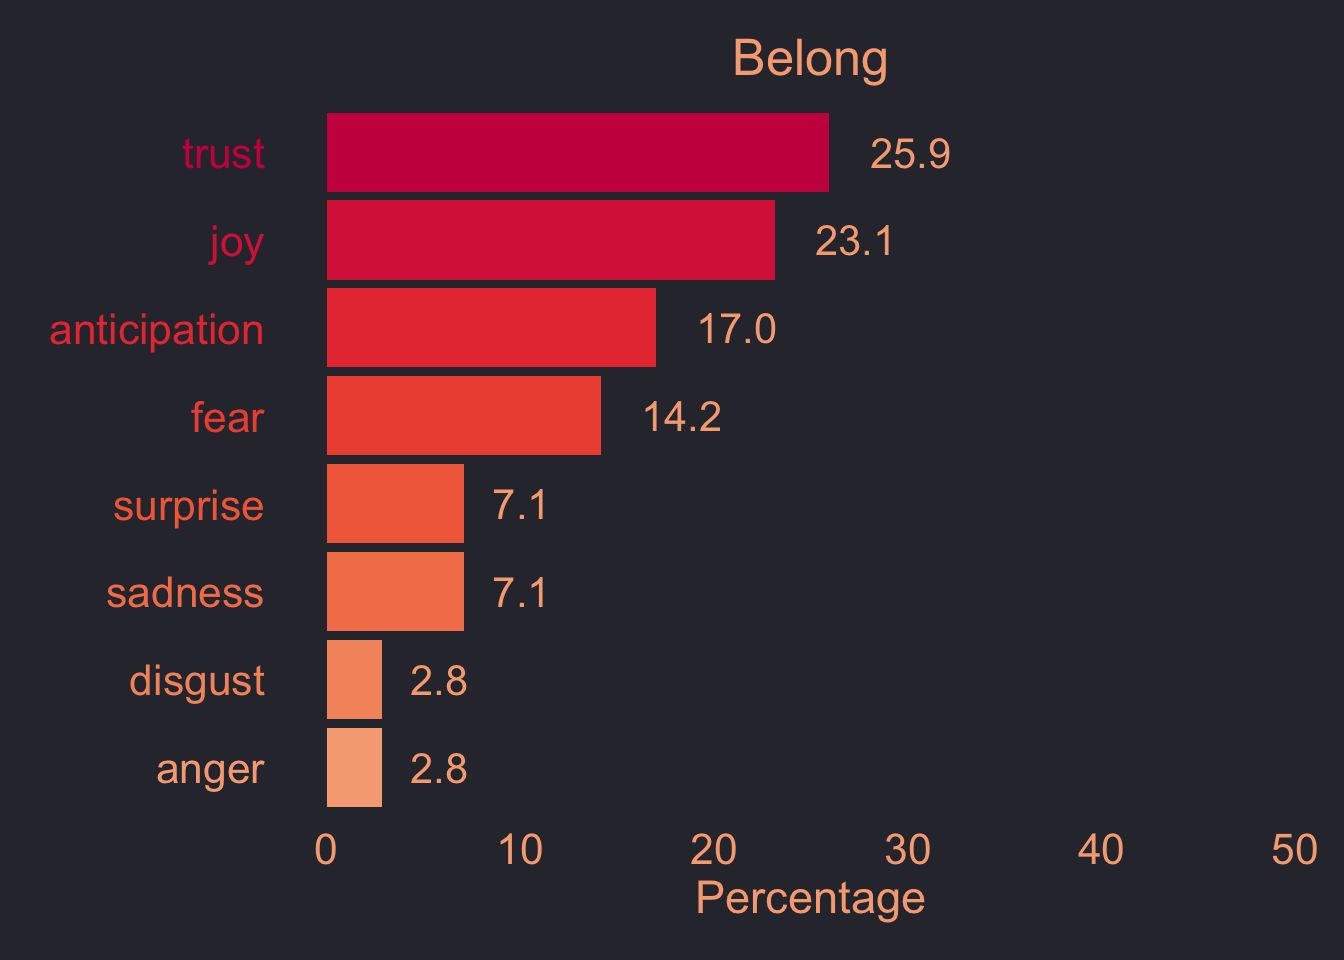 Belong
trust 25.9
joy 23.1
anticipation 17.0
fear 14.2
surprise 7.1
sadness 7.1
disgust 2.8
anger 2.8
0 10 20 30 40 50
Percentage